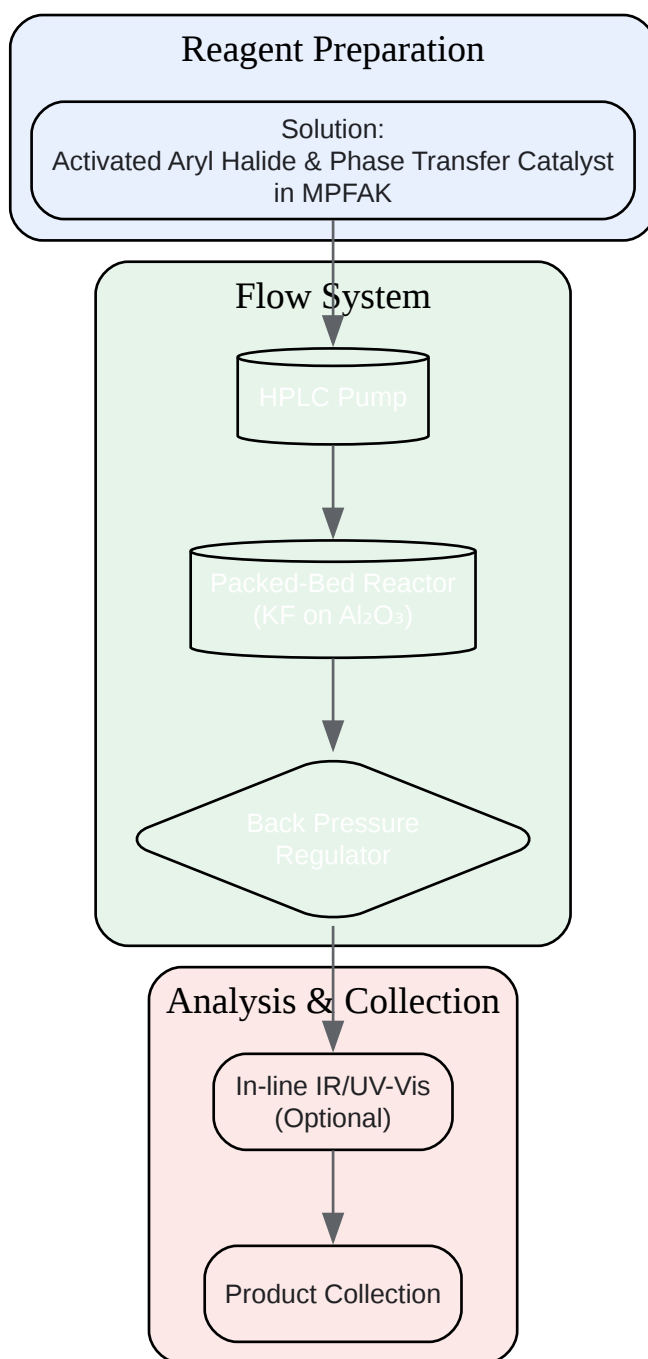 Reagent Preparation
Solution:
Activated Aryl Halide & Phase Transfer Catalyst
in MPFAK
Flow System
HPLC Pump
Packed-Bed Reactor
(KF on Al₂O₃)
Back Pressure
Regulator
Analysis & Collection
In-line IR/UV-Vis
(Optional)
Product Collection